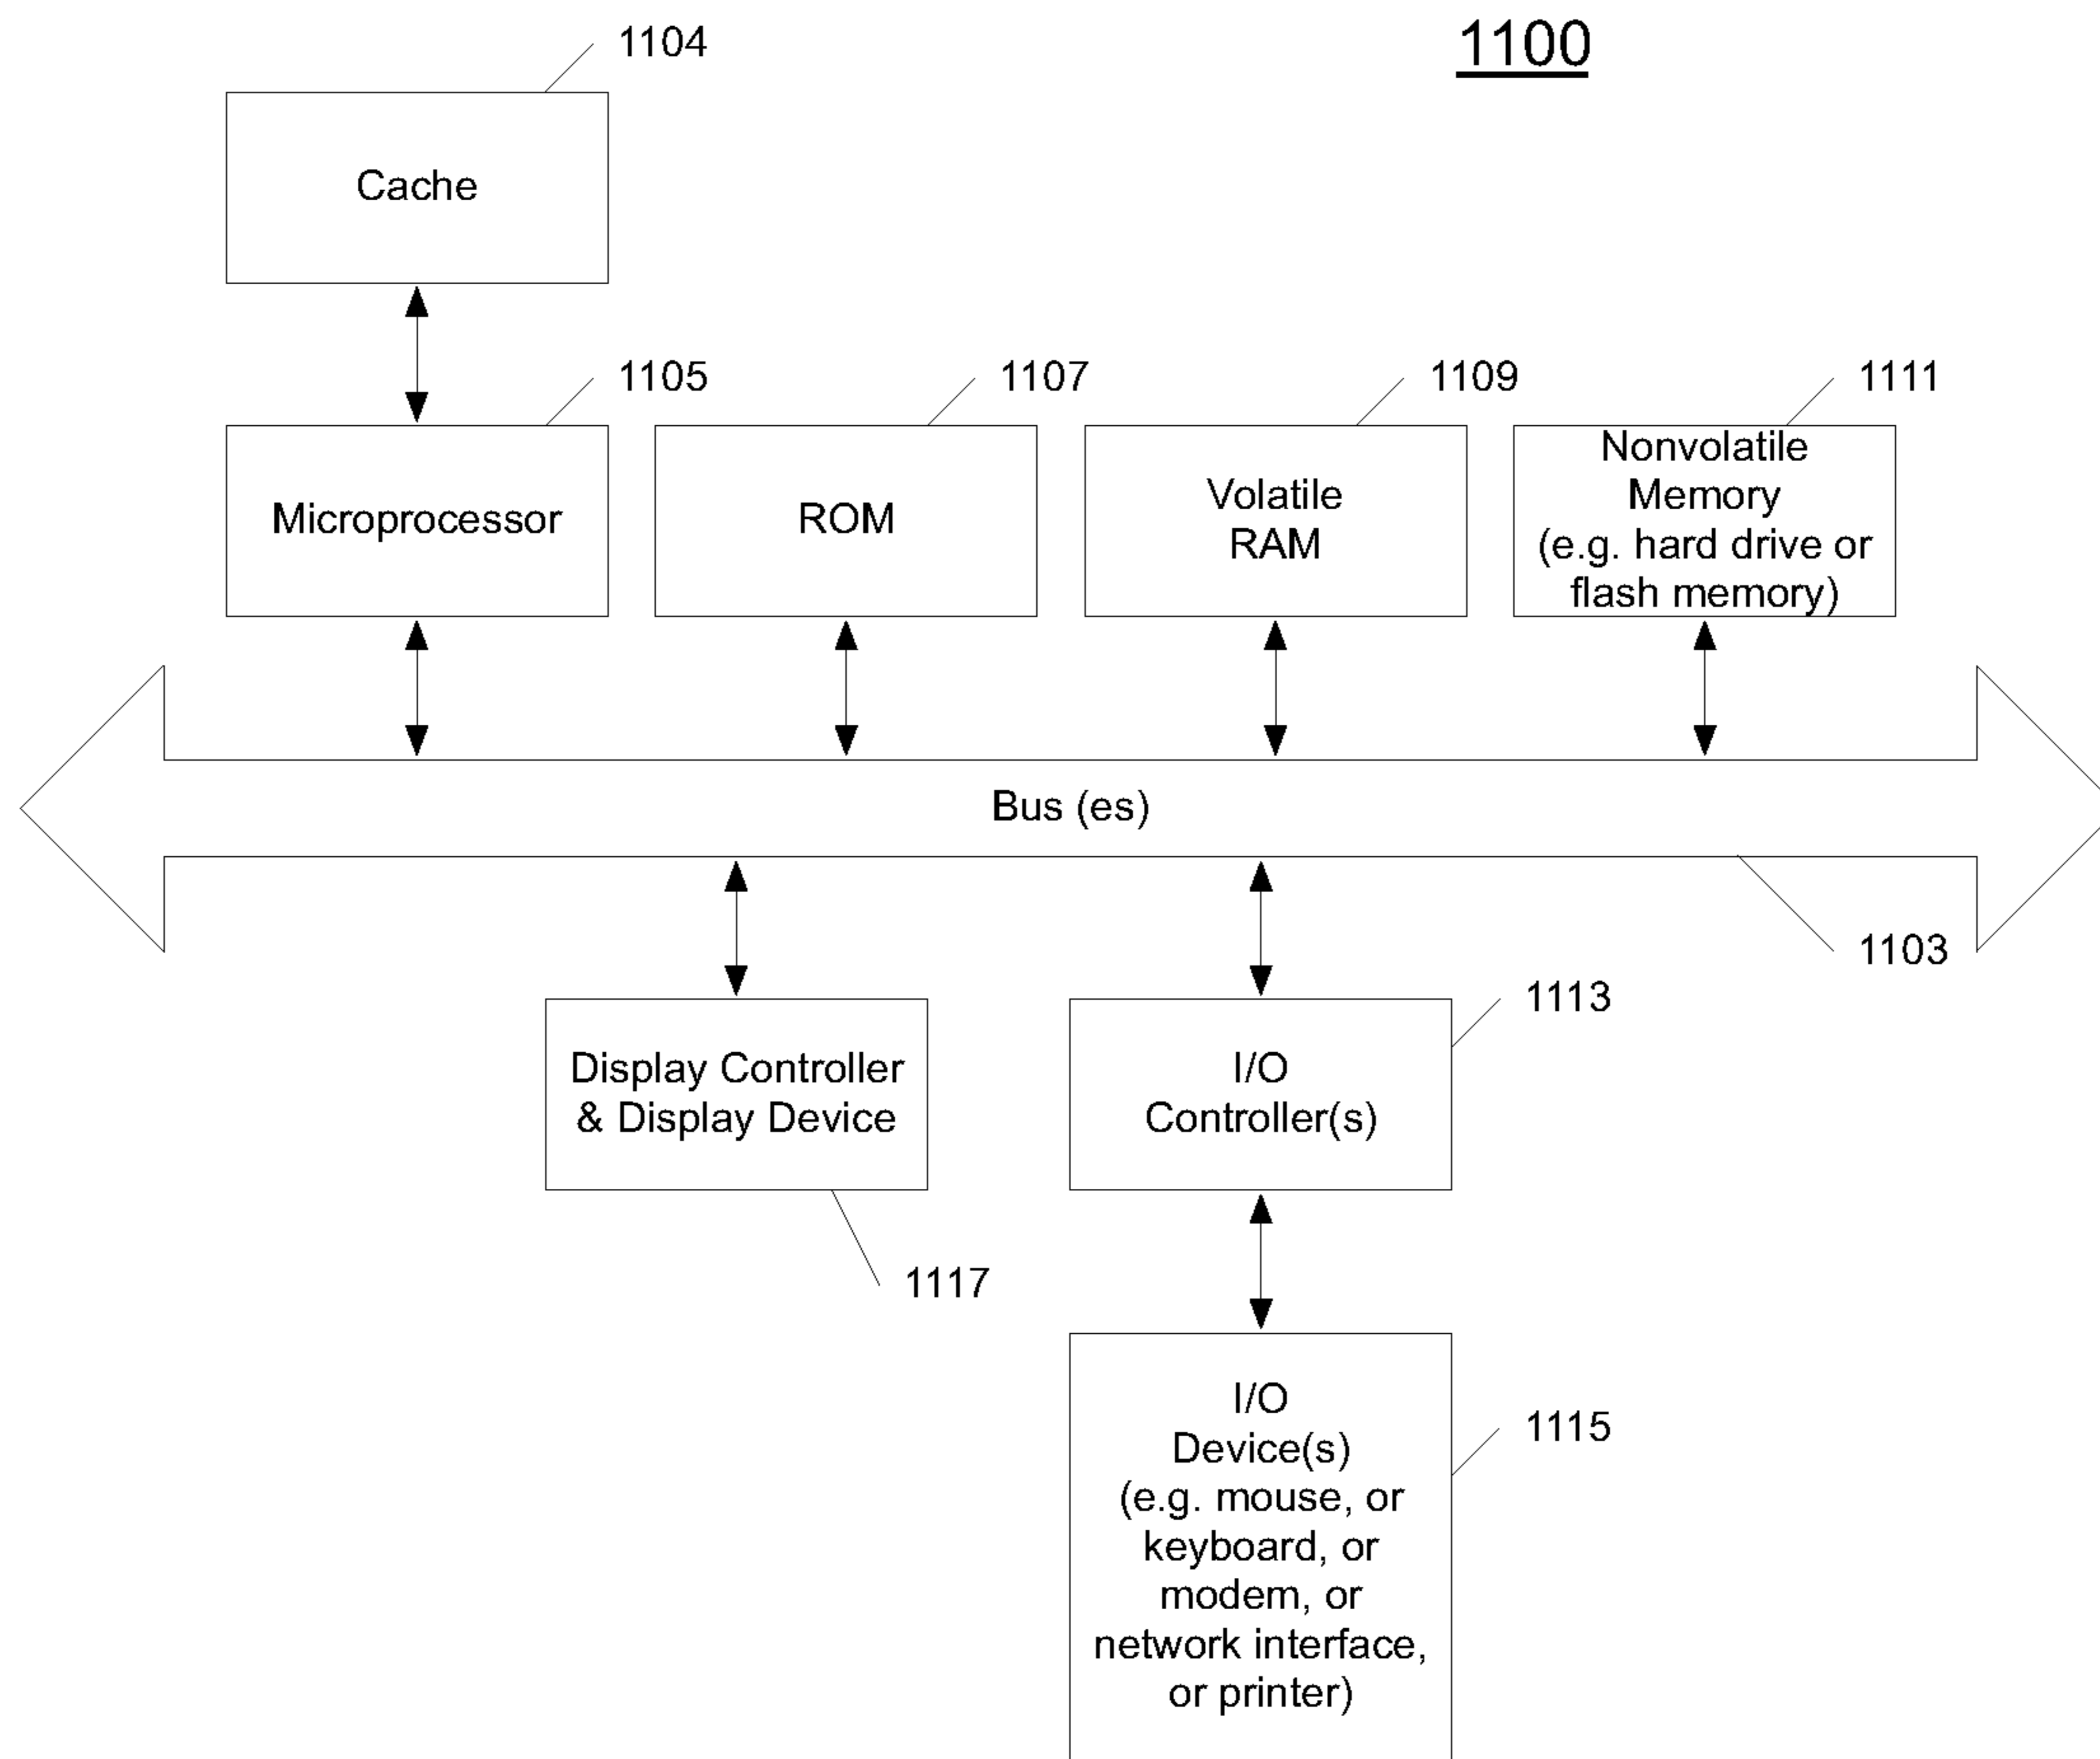 1100
1104
Cache
1105
1107
1109
1111
Microprocessor
ROM
Volatile
RAM
Nonvolatile
Memory
(e.g. hard drive or
flash memory)
Bus (es)
1103
1113
Display Controller
& Display Device
I/O
Controller(s)
1117
1115
I/O
Device(s)
(e.g. mouse, or
keyboard, or
modem, or
network interface,
or printer)